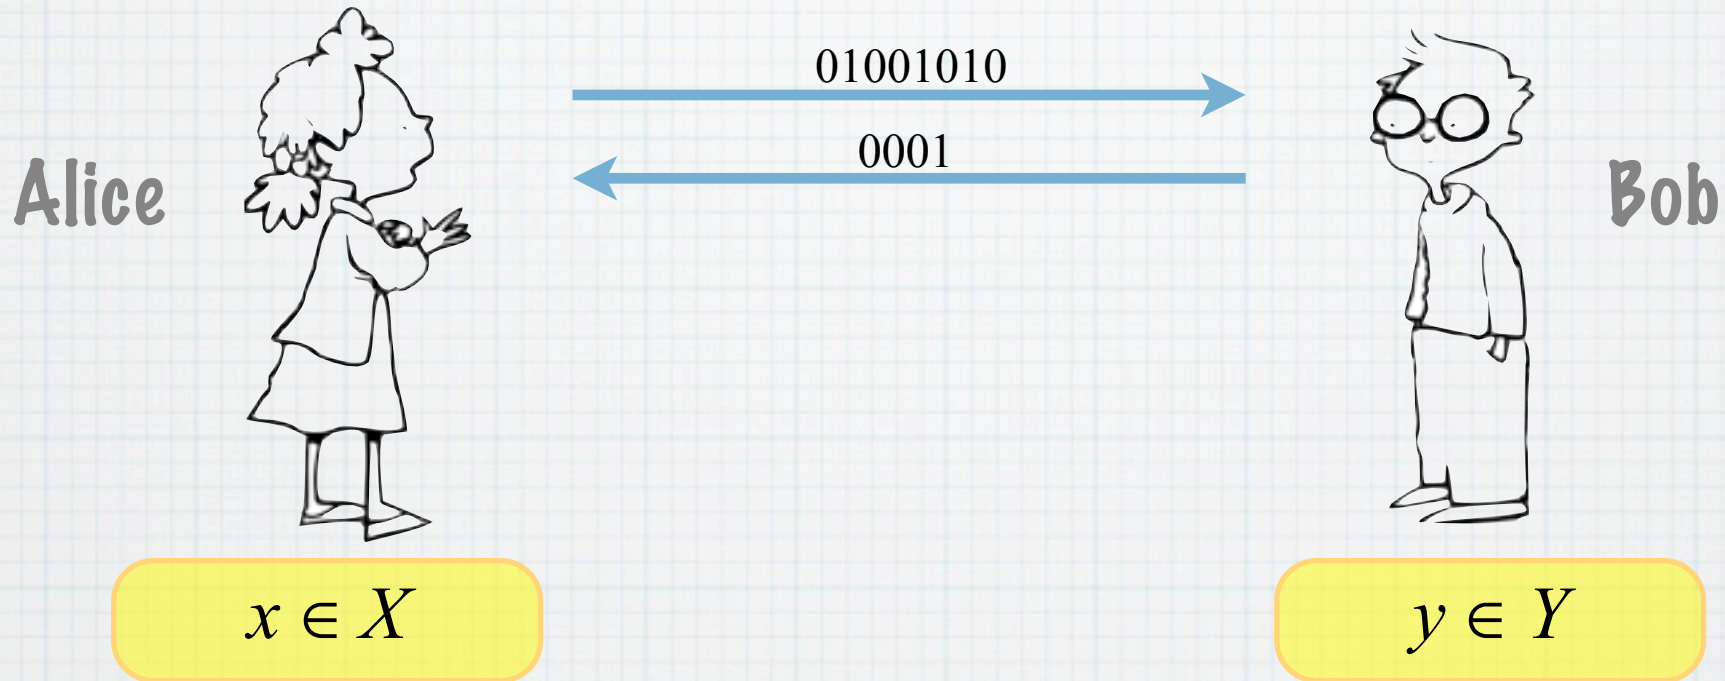 01001010
0001
Alice
Bob
x ∈ X
y ∈ Y